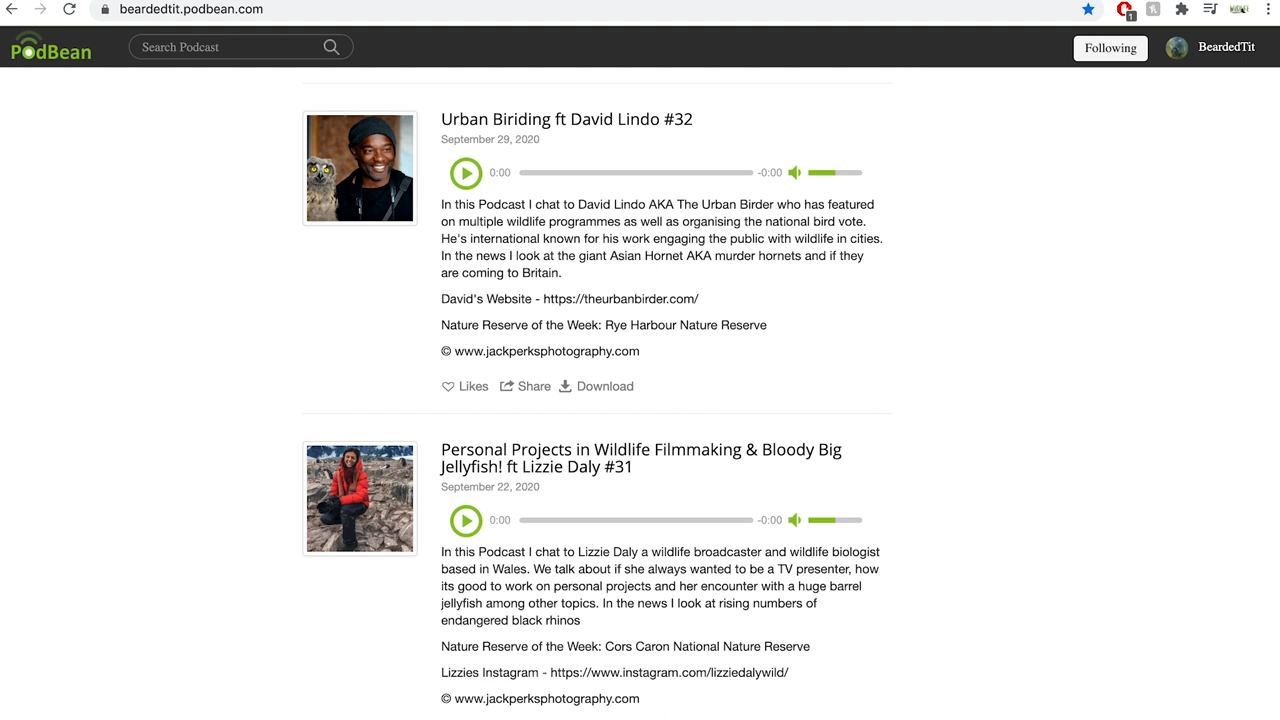 beardedtit.podbean.com
1
PodBean
Search Podcast
Following
BeardedTit
Urban Biriding ft David Lindo #32
September 29, 2020
0:00
-0:00
In this Podcast I chat to David Lindo AKA The Urban Birder who has featured
on multiple wildlife programmes as well as organising the national bird vote.
He's international known for his work engaging the public with wildlife in cities.
In the news I look at the giant Asian Hornet AKA murder hornets and if they
are coming to Britain.
David's Website - https://theurbanbirder.com/
Nature Reserve of the Week: Rye Harbour Nature Reserve
© www.jackperksphotography.com
Likes Share Download
Personal Projects in Wildlife Filmmaking & Bloody Big
Jellyfish! ft Lizzie Daly #31
September 22, 2020
0:00
-0:00
In this Podcast I chat to Lizzie Daly a wildlife broadcaster and wildlife biologist
based in Wales. We talk about if she always wanted to be a TV presenter, how
its good to work on personal projects and her encounter with a huge barrel
jellyfish among other topics. In the news I look at rising numbers of
endangered black rhinos
Nature Reserve of the Week: Cors Caron National Nature Reserve
Lizzies Instagram - https://www.instagram.com/lizziedalywild/
© www.jackperksphotography.com